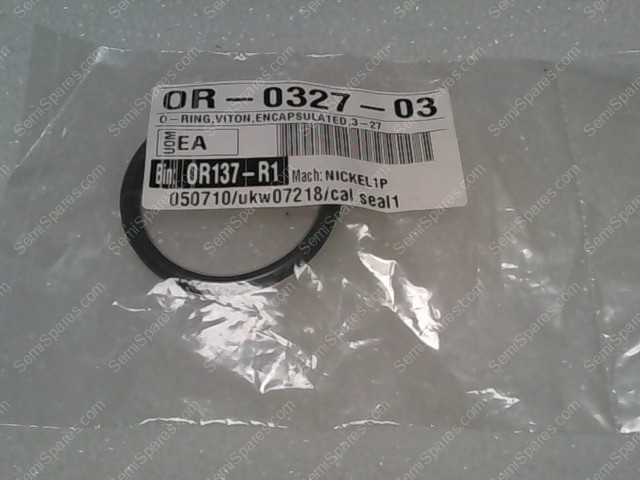 OR-0327-03
O-RING,VITON,ENCAPSULATED,3-27
UOM EA
Bin: OR137-R1 Mach: NICKEL1P
050710/ukw07218/cal seal1
SemiSpares.com